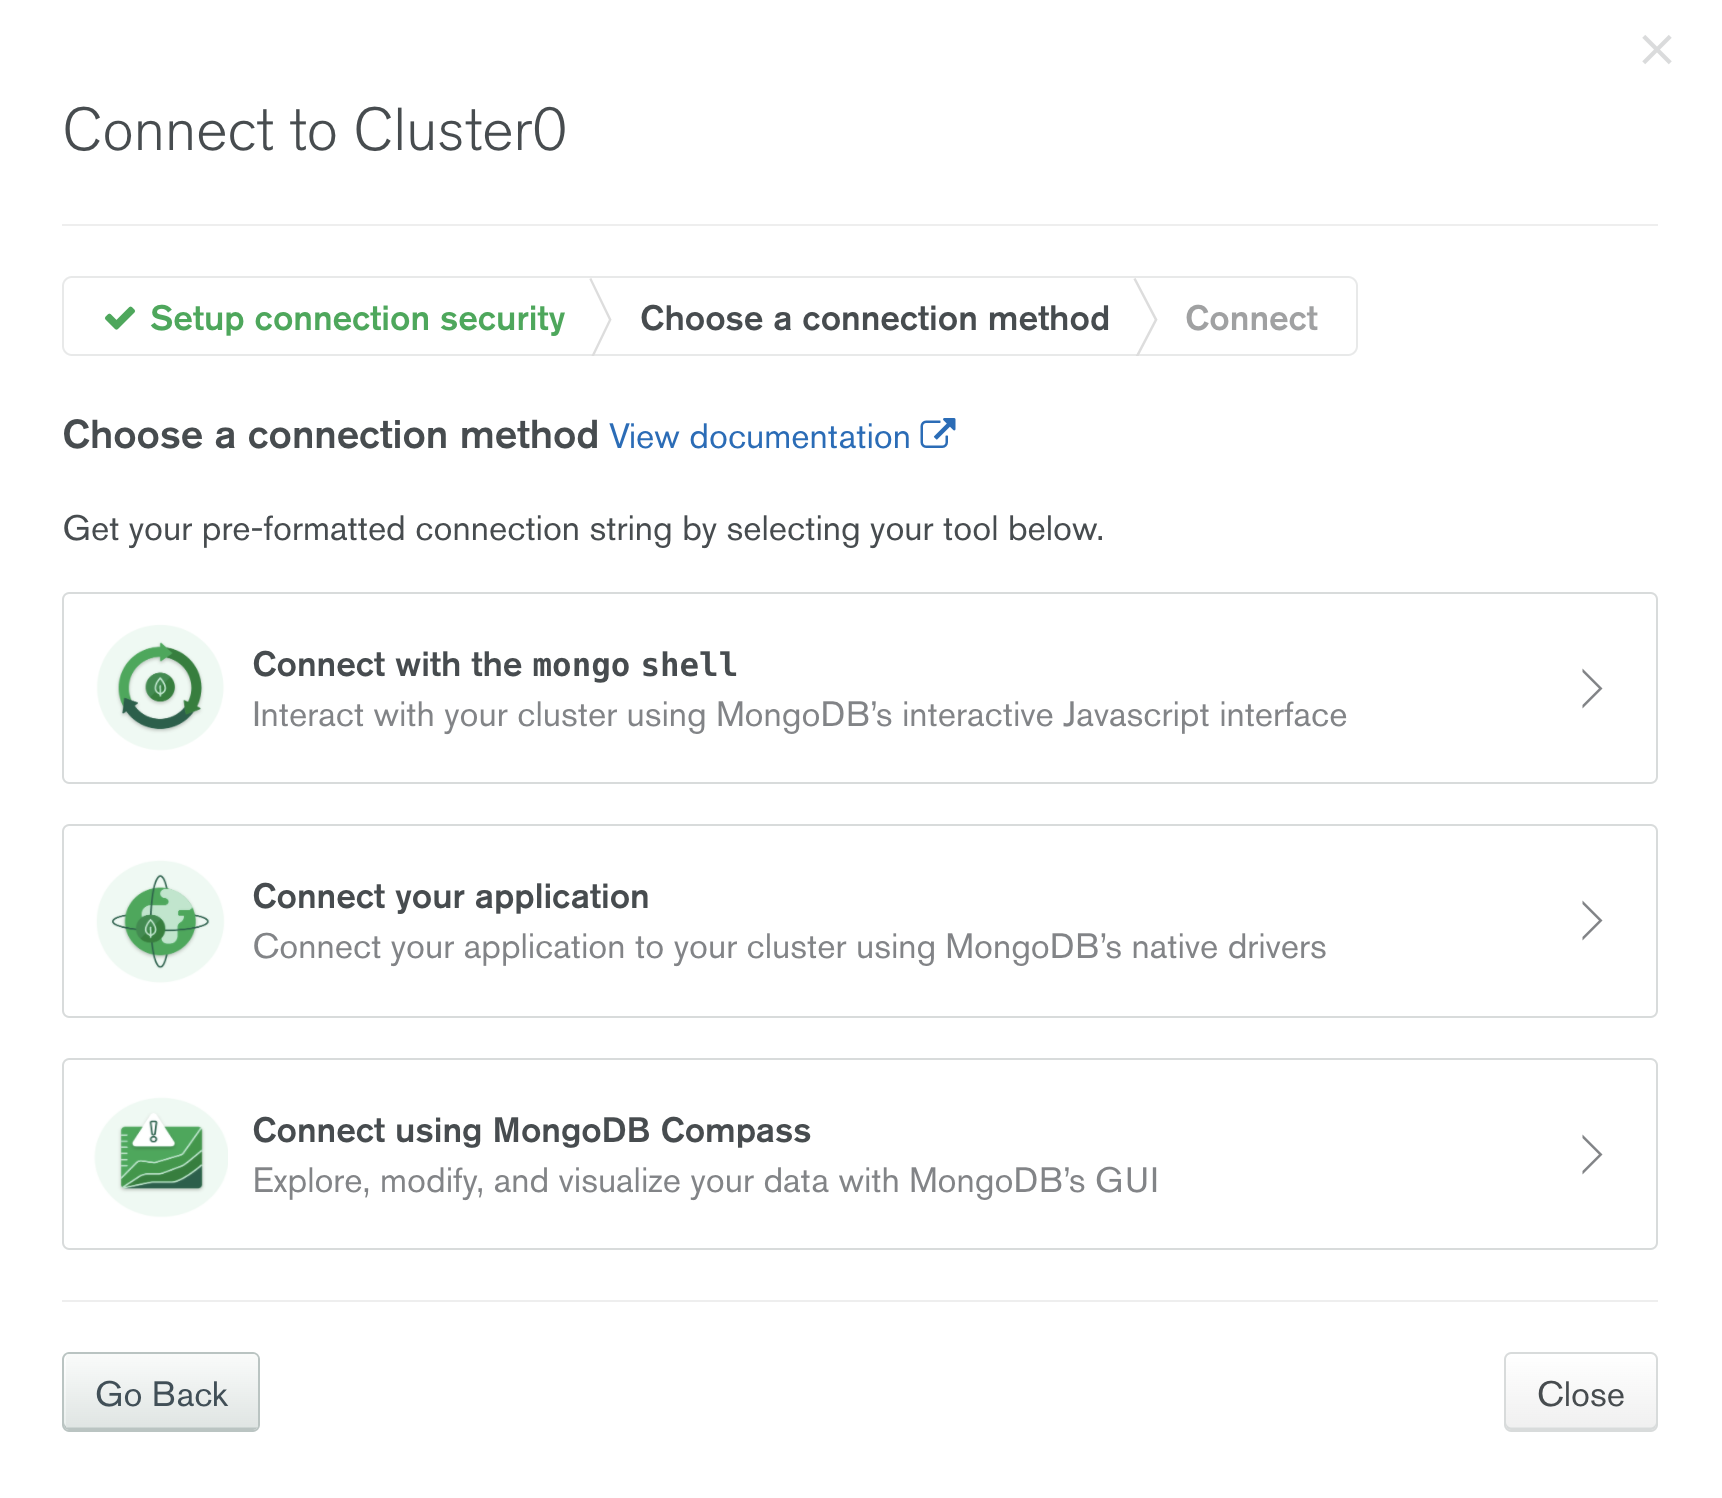 Connect to Cluster0
Setup connection security
Choose a connection method
Connect
Choose a connection method View documentation
Get your pre-formatted connection string by selecting your tool below.
Connect with the mongo shell
Interact with your cluster using MongoDB’s interactive Javascript interface
Connect your application
Connect your application to your cluster using MongoDB’s native drivers
Connect using MongoDB Compass
Explore, modify, and visualize your data with MongoDB’s GUI
Go Back
Close